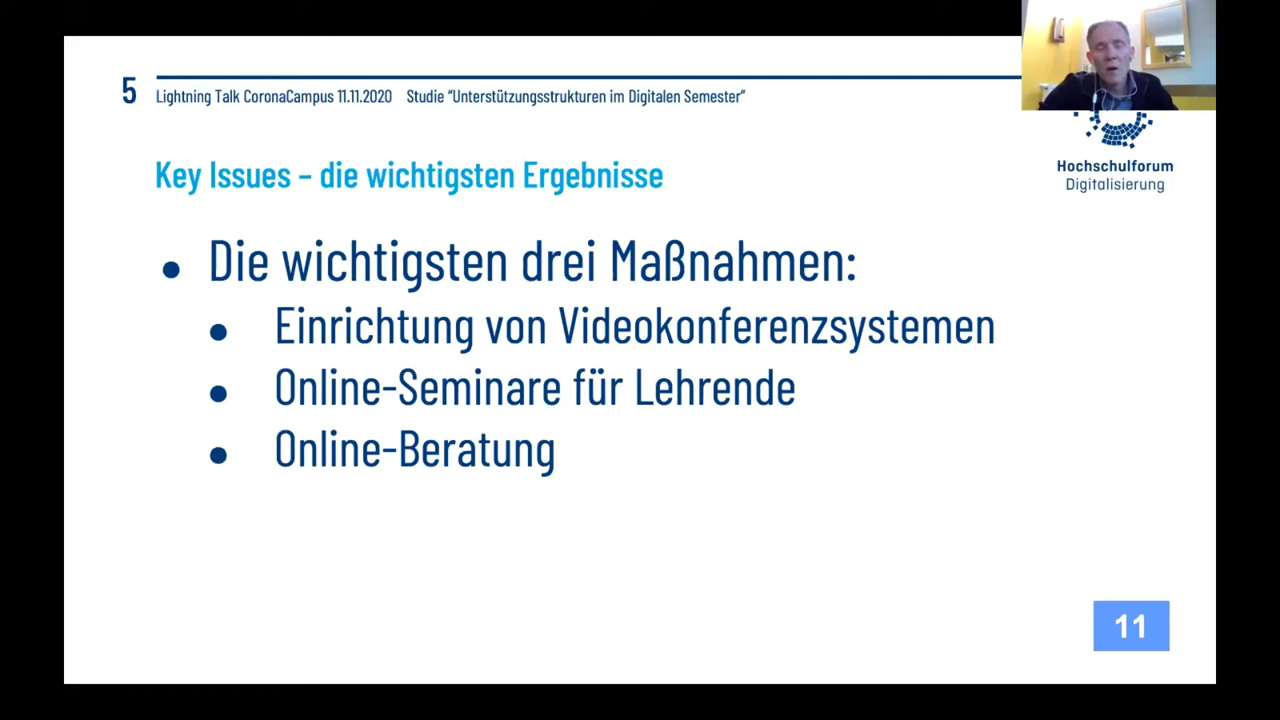 5
Lightning Talk CoronaCampus 11.11.2020 Studie “Unterstützungsstrukturen im Digitalen Semester”
Hochschulforum
Digitalisierung
Key Issues – die wichtigsten Ergebnisse
• Die wichtigsten drei Maßnahmen:
• Einrichtung von Videokonferenzsystemen
• Online-Seminare für Lehrende
• Online-Beratung
11